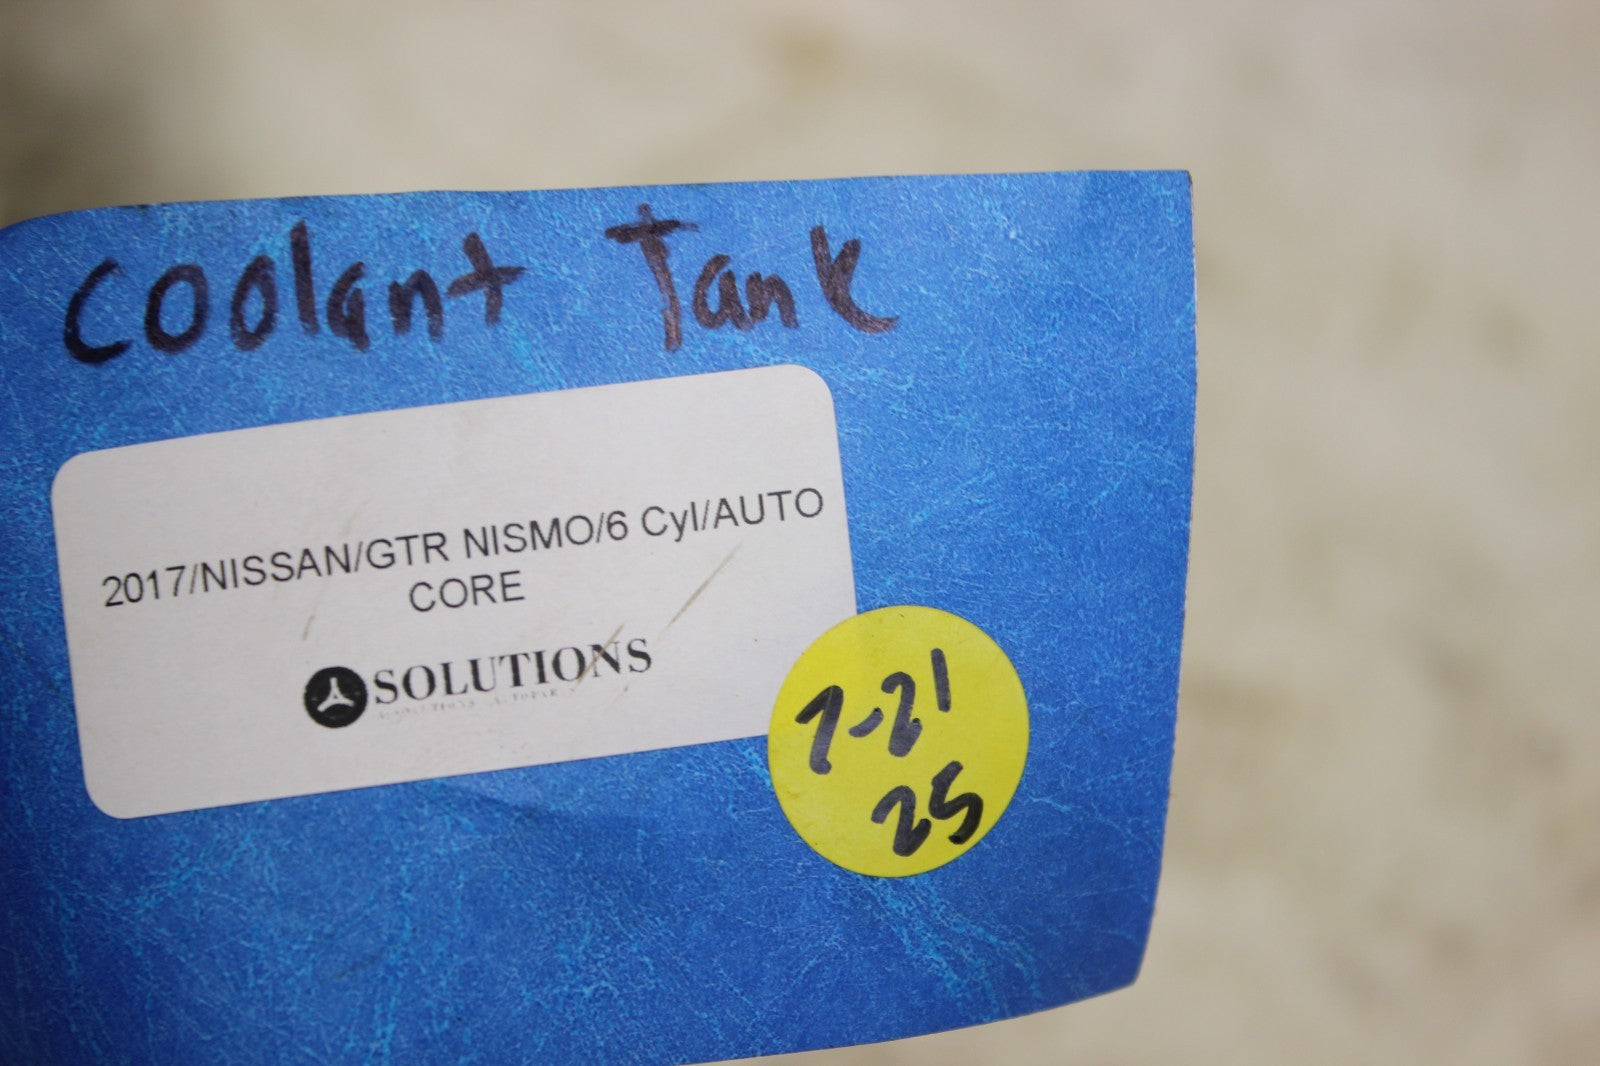 Coolant Tank
2017/NISSAN/GTR NISMO/6 Cyl/AUTO
CORE
SOLUTIONS
7-21
25